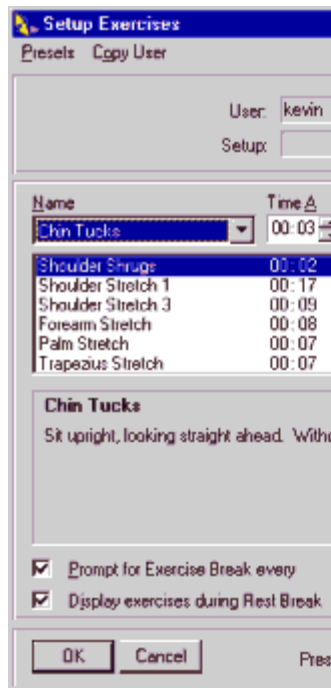 Setup Exercises
Presets Copy User
User: kevin
Setup:
Name Time A
Chin Tucks 00:03
Shoulder Shrugs 00:02
Shoulder Stretch 1 00:17
Shoulder Stretch 3 00:09
Forearm Stretch 00:08
Palm Stretch 00:07
Trapezius Stretch 00:07
Chin Tucks
Sit upright, looking straight ahead. Witho
Prompt for Exercise Break every
Display exercises during Rest Break
OK Cancel Pres